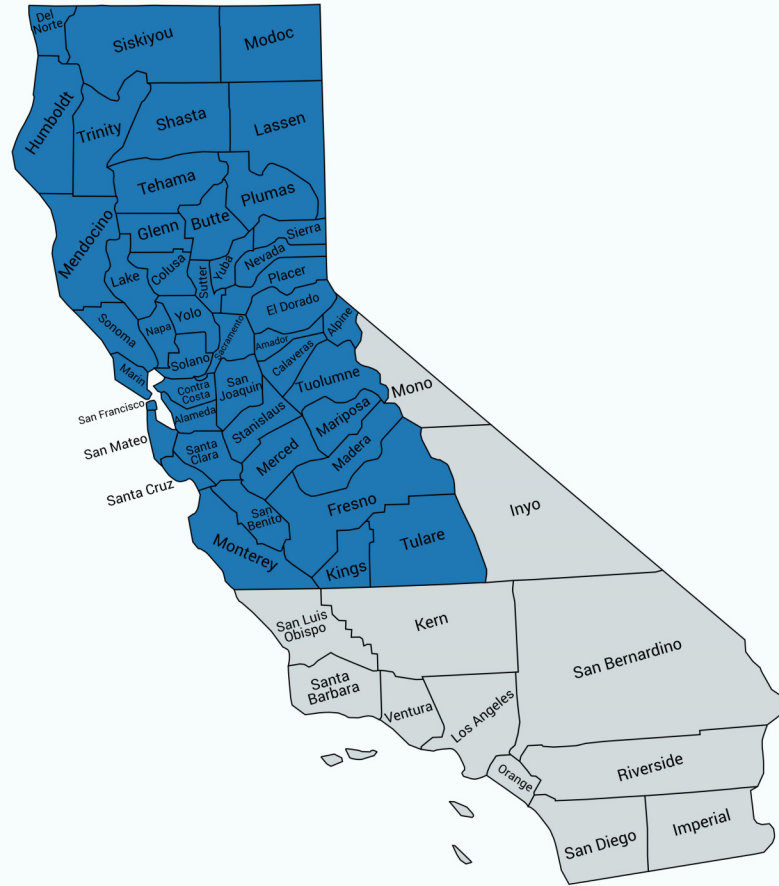 Del
Norte
Siskiyou
Modoc
Humboldt
Trinity
Shasta
Lassen
Tehama
Plumas
Mendocino
Glenn
Butte
Sierra
Lake
Colusa
Sutter
Yuba
Nevada
Placer
Sonoma
Napa
Yolo
Sacramento
El Dorado
Alpine
Amador
Marin
Solano
Calaveras
Tuolumne
Mono
Contra
Costa
San
Joaquin
San Francisco
Alameda
Stanislaus
Mariposa
San Mateo
Santa
Clara
Merced
Madera
Santa Cruz
San
Benito
Fresno
Inyo
Monterey
Kings
Tulare
San Luis
Obispo
Kern
San Bernardino
Santa
Barbara
Ventura
Los Angeles
Orange
Riverside
San Diego
Imperial